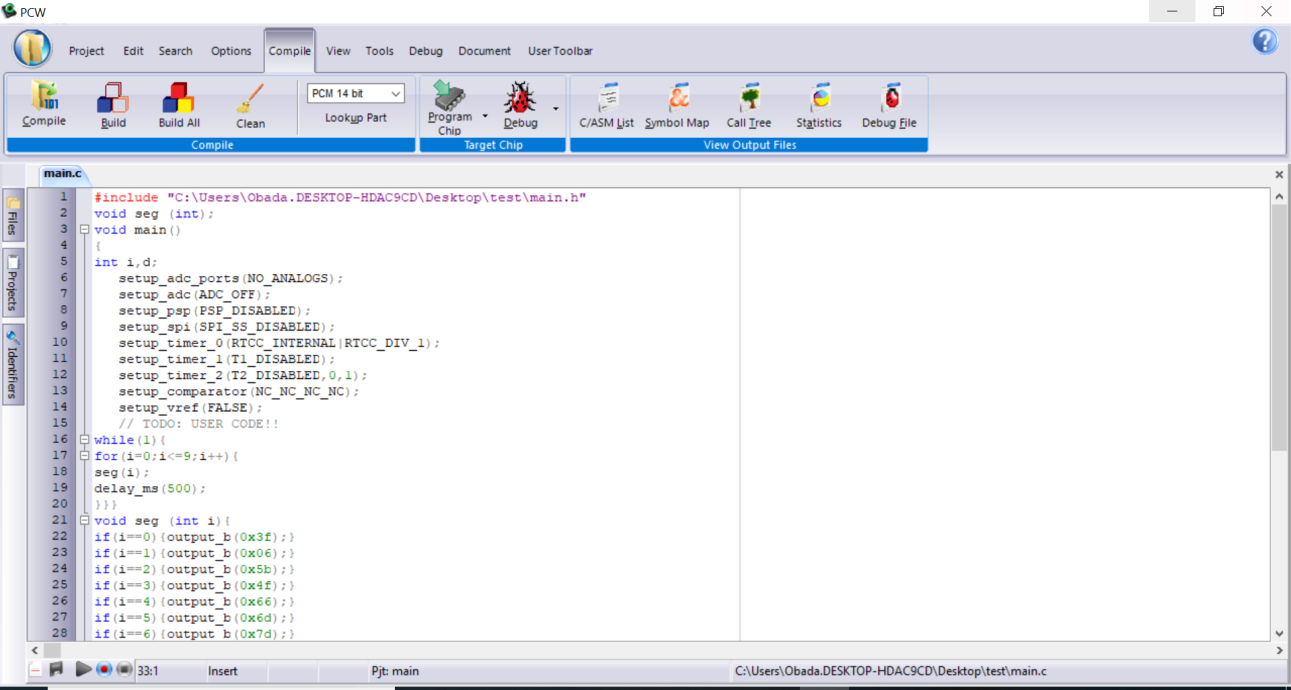 PCW
Project Edit Search Options Compile View Tools Debug Document User Toolbar
101
PCM 14 bit
Compile Build Build All Clean Lookup Part Program Chip Debug C/ASM List Symbol Map Call Tree Statistics Debug File
Compile Target Chip View Output Files
main.c
Files
Projects
Identifiers
1 #include "C:\Users\Obada.DESKTOP-HDAC9CD\Desktop\test\main.h"
2 void seg (int);
3 void main()
4 {
5 int i,d;
6 setup_adc_ports(NO_ANALOGS);
7 setup_adc(ADC_OFF);
8 setup_psp(PSP_DISABLED);
9 setup_spi(SPI_SS_DISABLED);
10 setup_timer_0(RTCC_INTERNAL|RTCC_DIV_1);
11 setup_timer_1(T1_DISABLED);
12 setup_timer_2(T2_DISABLED,0,1);
13 setup_comparator(NC_NC_NC_NC);
14 setup_vref(FALSE);
15 // TODO: USER CODE!!
16 while(1){
17 for(i=0;i<=9;i++){
18 seg(i);
19 delay_ms(500);
20 }}}
21 void seg (int i){
22 if(i==0){output_b(0x3f);}
23 if(i==1){output_b(0x06);}
24 if(i==2){output_b(0x5b);}
25 if(i==3){output_b(0x4f);}
26 if(i==4){output_b(0x66);}
27 if(i==5){output_b(0x6d);}
28 if(i==6){output_b(0x7d);}
33:1 Insert Pjt: main C:\Users\Obada.DESKTOP-HDAC9CD\Desktop\test\main.c